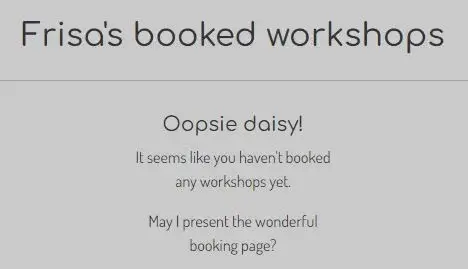 Frisa's booked workshops
Oopsie daisy!
It seems like you haven't booked
any workshops yet.
May I present the wonderful
booking page?